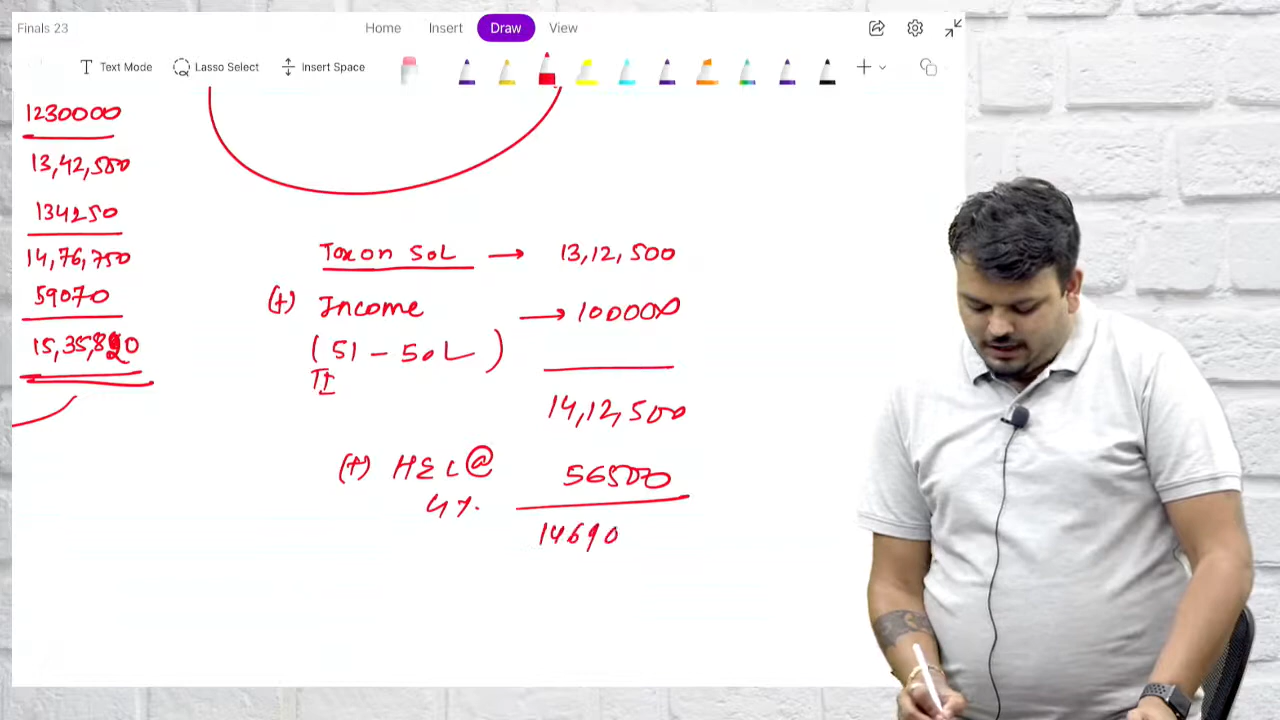 Finals 23
Home Insert Draw View
Text Mode Lasso Select Insert Space
1230000
13,42,500
134250
14,76,750
59070
15,35,820
Tax on 50L → 13,12,500
(+) Income → 100000
(51 - 50L)
TI
14,12,500
(+) H&C @ 56500
4%.
14690